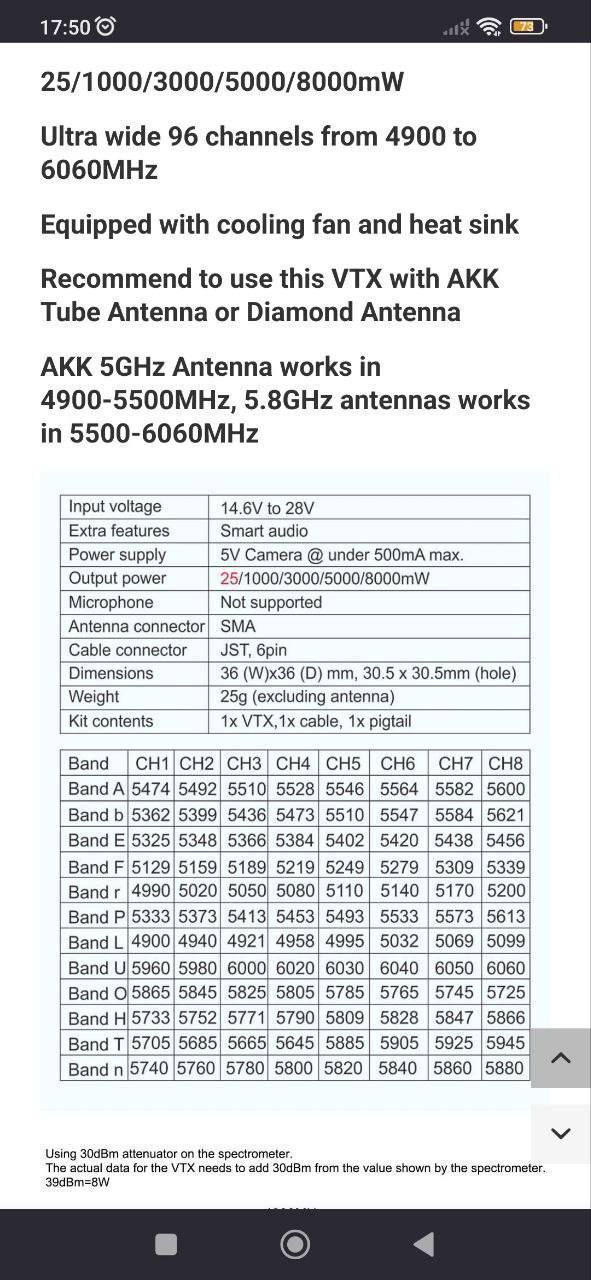 17:50
73
25/1000/3000/5000/8000mW
Ultra wide 96 channels from 4900 to
6060MHz
Equipped with cooling fan and heat sink
Recommend to use this VTX with AKK
Tube Antenna or Diamond Antenna
AKK 5GHz Antenna works in
4900-5500MHz, 5.8GHz antennas works
in 5500-6060MHz
Input voltage 14.6V to 28V
Extra features Smart audio
Power supply 5V Camera @ under 500mA max.
Output power 25/1000/3000/5000/8000mW
Microphone Not supported
Antenna connector SMA
Cable connector JST, 6pin
Dimensions 36 (W)x36 (D) mm, 30.5 x 30.5mm (hole)
Weight 25g (excluding antenna)
Kit contents 1x VTX,1x cable, 1x pigtail
Band CH1 CH2 CH3 CH4 CH5 CH6 CH7 CH8
Band A 5474 5492 5510 5528 5546 5564 5582 5600
Band b 5362 5399 5436 5473 5510 5547 5584 5621
Band E 5325 5348 5366 5384 5402 5420 5438 5456
Band F 5129 5159 5189 5219 5249 5279 5309 5339
Band r 4990 5020 5050 5080 5110 5140 5170 5200
Band P 5333 5373 5413 5453 5493 5533 5573 5613
Band L 4900 4940 4921 4958 4995 5032 5069 5099
Band U 5960 5980 6000 6020 6030 6040 6050 6060
Band O 5865 5845 5825 5805 5785 5765 5745 5725
Band H 5733 5752 5771 5790 5809 5828 5847 5866
Band T 5705 5685 5665 5645 5885 5905 5925 5945
Band n 5740 5760 5780 5800 5820 5840 5860 5880
Using 30dBm attenuator on the spectrometer.
The actual data for the VTX needs to add 30dBm from the value shown by the spectrometer.
39dBm=8W